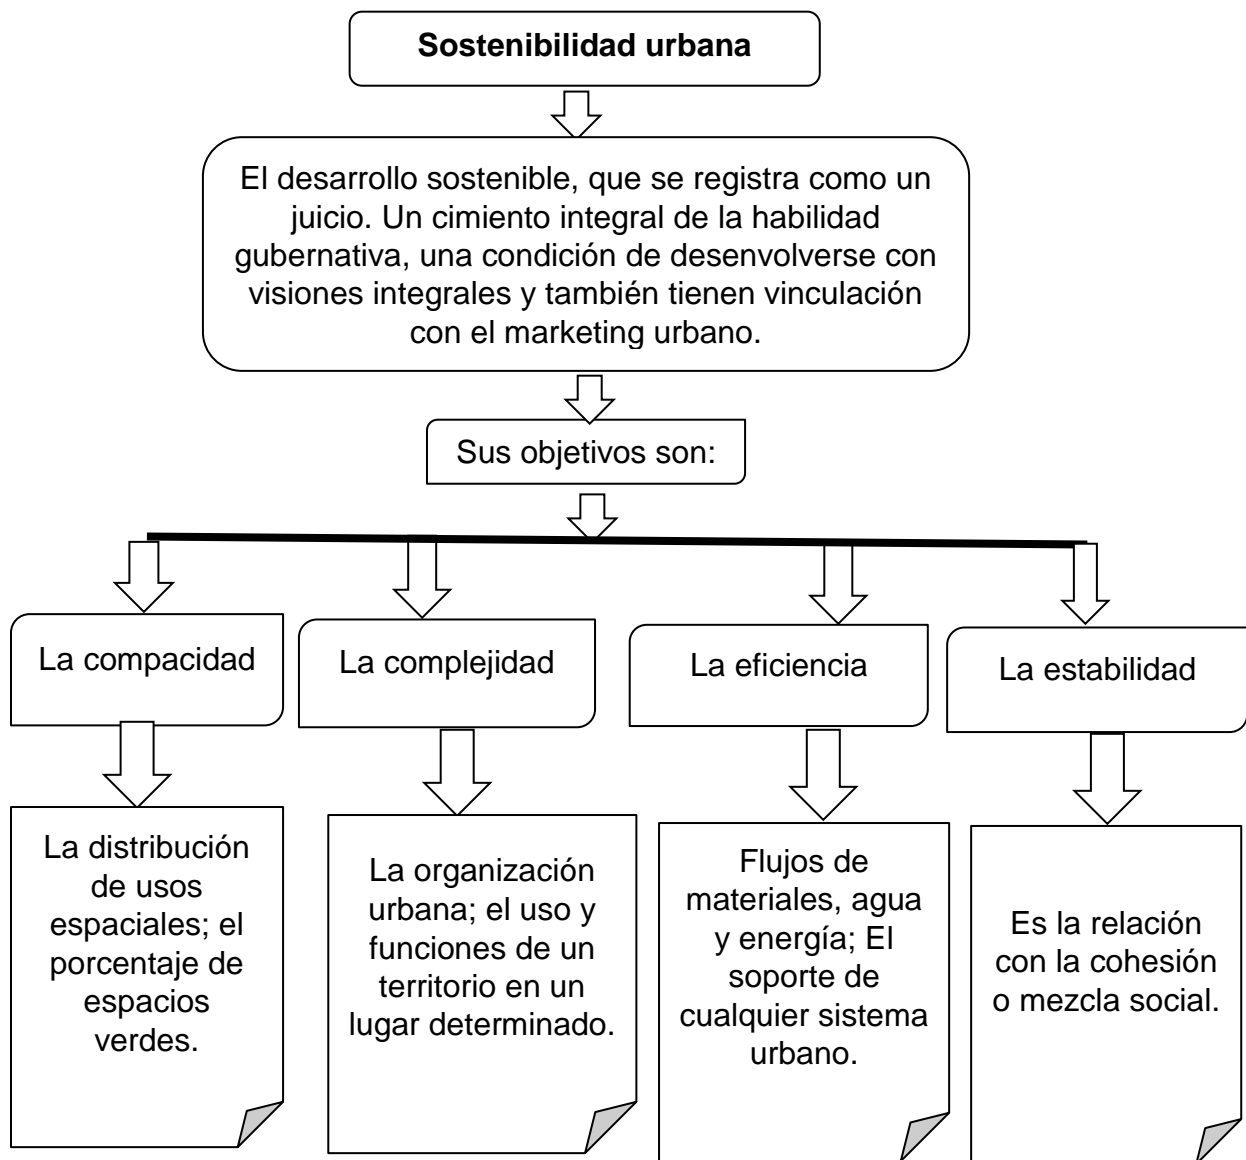 Sostenibilidad urbana
El desarrollo sostenible, que se registra como un
juicio. Un cimiento integral de la habilidad
gubernativa, una condición de desenvolverse con
visiones integrales y también tienen vinculación
con el marketing urbano.
Sus objetivos son:
La compacidad
La complejidad
La eficiencia
La estabilidad
La distribución
de usos
espaciales; el
porcentaje de
espacios
verdes.
La organización
urbana; el uso y
funciones de un
territorio en un
lugar determinado.
Flujos de
materiales, agua
y energía; El
soporte de
cualquier sistema
urbano.
Es la relación
con la cohesión
o mezcla social.